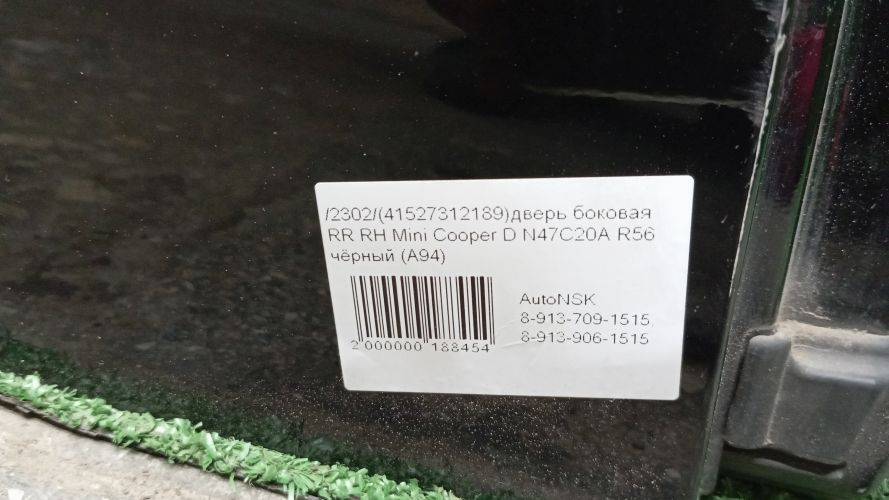 /2302/(41527312189)дверь боковая
RR RH Mini Cooper D N47C20A R56
чёрный (A94)
AutoNSK
8-913-709-1515,
8-913-906-1515
2 000000 188454